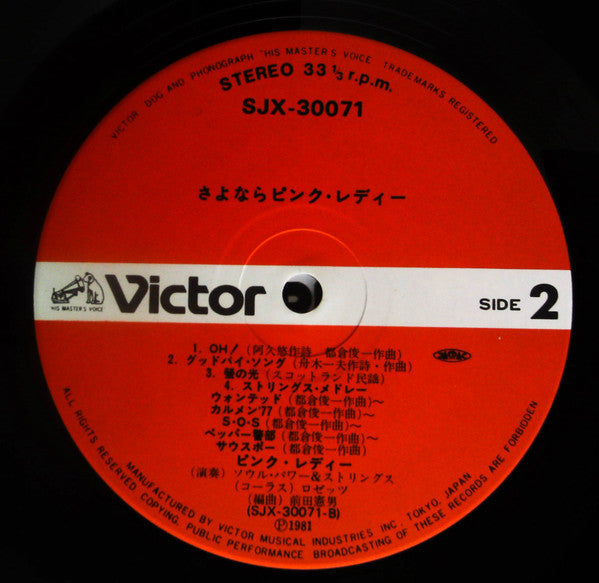 VICTOR DOG AND PHONOGRAPH "HIS MASTER'S VOICE" TRADEMARKS REGISTERED
STEREO 33 1/3 r.p.m.
SJX-30071
さよならピンク・レディー
"HIS MASTER'S VOICE"
Victor
SIDE 2
1. OH! (阿久悠作詩 都倉俊一作曲)
2. グッドバイ・ソング (舟木一夫作詩・作曲)
3. 螢の光 (スコットランド民謡)
4. ストリングス・メドレー
ウォンテッド (都倉俊一作曲)〜
カルメン'77 (都倉俊一作曲)〜
S・O・S (都倉俊一作曲)〜
ペッパー警部 (都倉俊一作曲)〜
サウスポー (都倉俊一作曲)
ピンク・レディー
(演奏) ソウル・パワー&ストリングス
(コーラス) ロゼッツ
(編曲) 前田憲男
(SJX-30071-B)
Ⓟ1981
ALL RIGHTS RESERVED. COPYING, PUBLIC PERFORMANCE BROADCASTING OF THESE RECORDS ARE FORBIDDEN
MANUFACTURED BY VICTOR MUSICAL INDUSTRIES INC., TOKYO, JAPAN